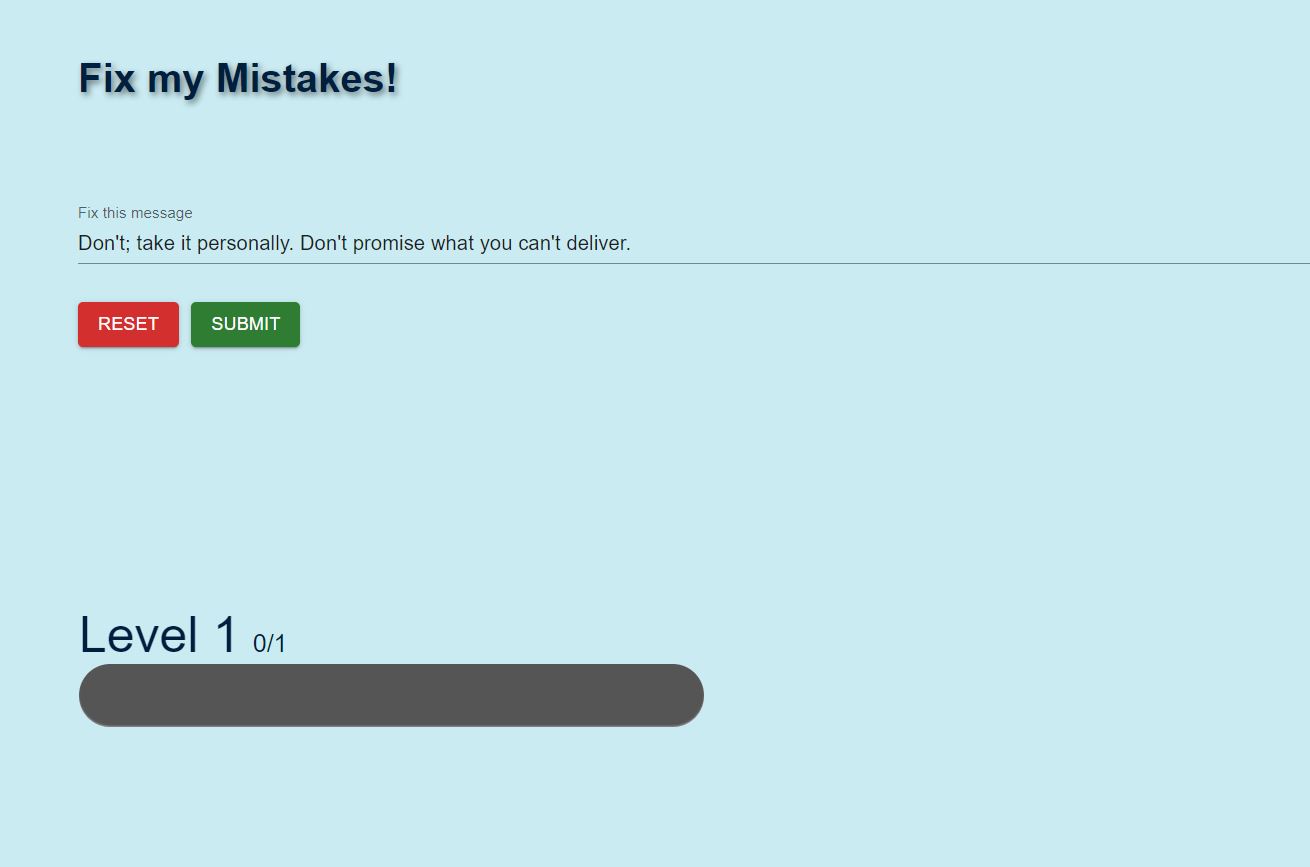 Fix my Mistakes!
Fix this message
Don't; take it personally. Don't promise what you can't deliver.
RESET SUBMIT
Level 1 0/1